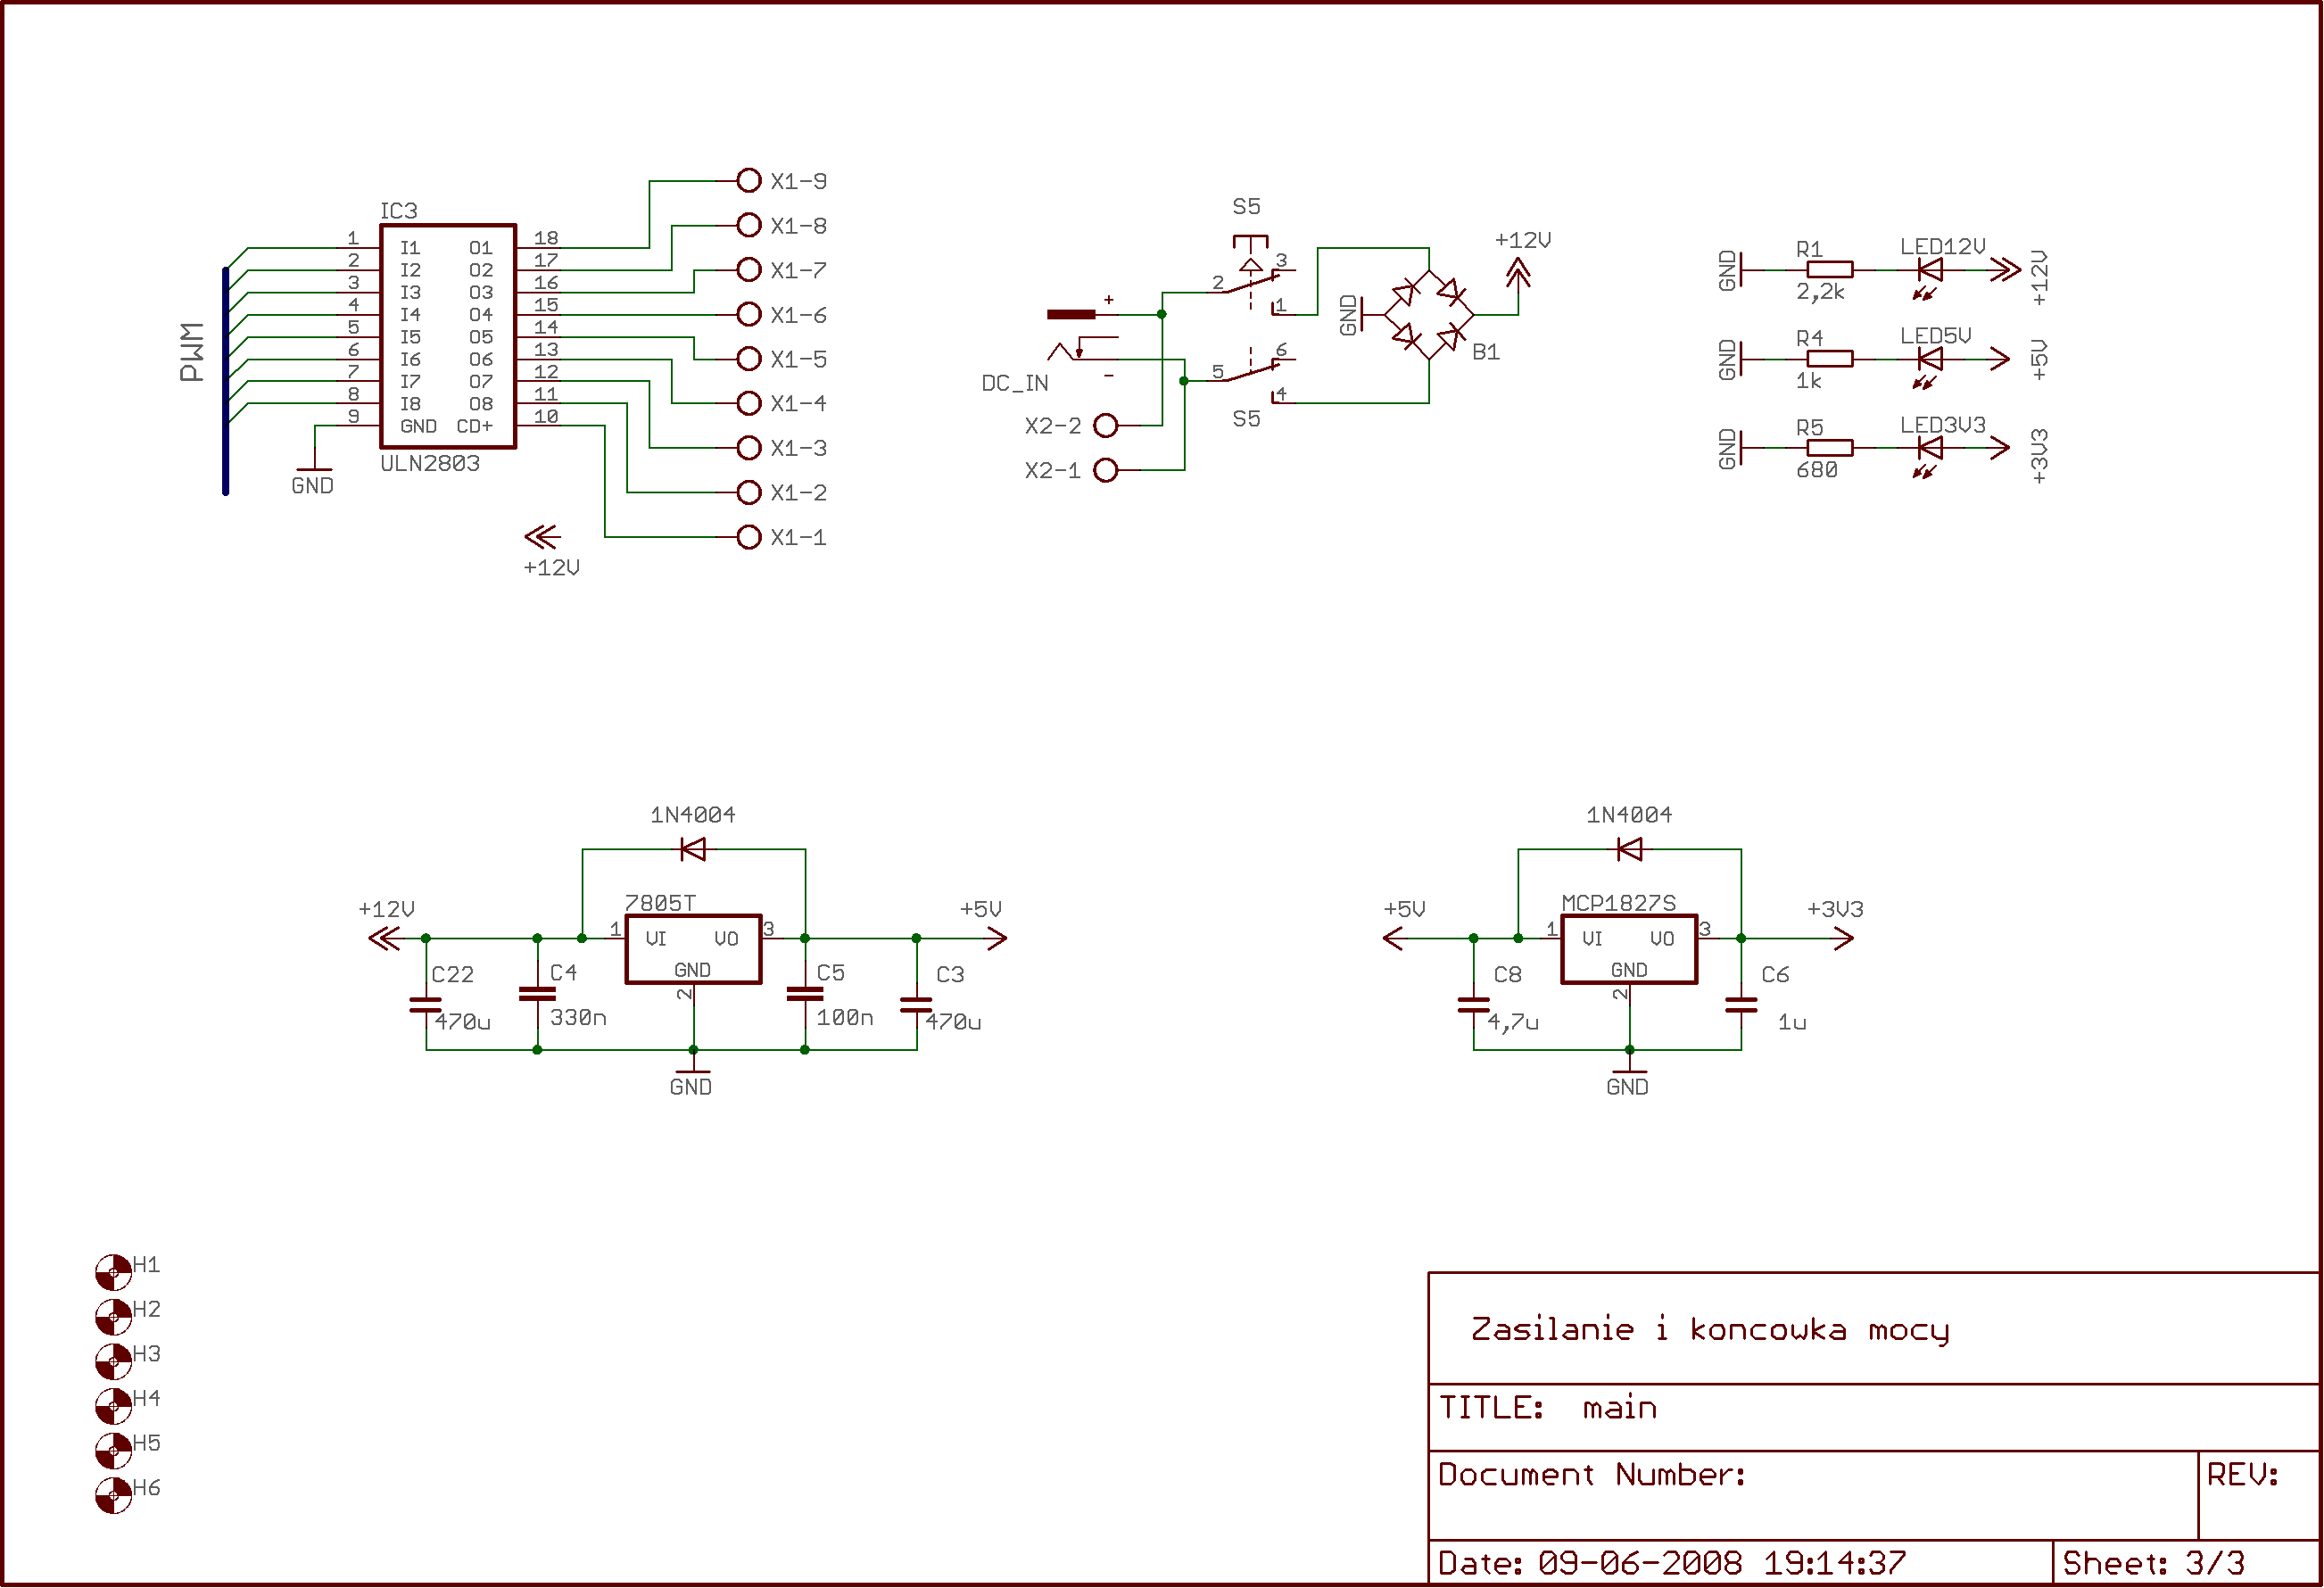 PWM
IC3
1 I1 O1 18
2 I2 O2 17
3 I3 O3 16
4 I4 O4 15
5 I5 O5 14
6 I6 O6 13
7 I7 O7 12
8 I8 O8 11
9 GND CD+ 10
ULN2803
GND
+12V
X1-9
X1-8
X1-7
X1-6
X1-5
X1-4
X1-3
X1-2
X1-1
S5
2
3
1
+
-
DC_IN
5
6
4
S5
X2-2
X2-1
GND
B1
+12V
GND
R1
2,2k
LED12V
+12V
GND
R4
1k
LED5V
+5V
GND
R5
680
LED3V3
+3V3
1N4004
+12V
7805T
+5V
1 VI VO 3
GND
2
C22
470u
C4
330n
C5
100n
C3
470u
GND
1N4004
+5V
MCP1827S
+3V3
1 VI VO 3
GND
2
C8
4,7u
C6
1u
GND
H1
H2
H3
H4
H5
H6
Zasilanie i koncowka mocy
TITLE: main
Document Number:
REV:
Date: 09-06-2008 19:14:37
Sheet: 3/3